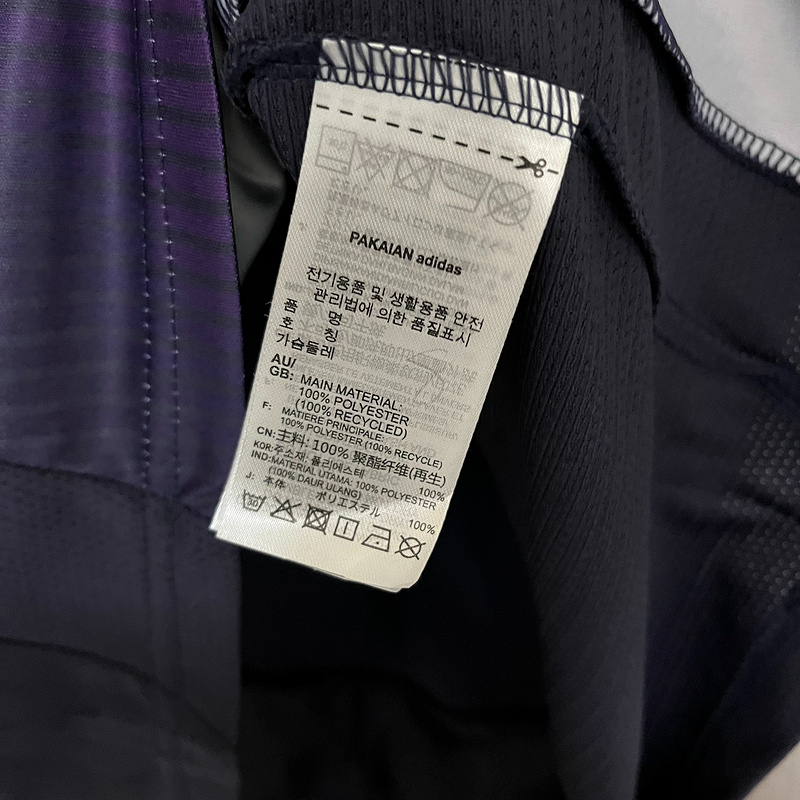 PAKAIAN adidas
전기용품 및 생활용품 안전
관리법에 의한 품질표시
품 명
호 칭
가슴둘레
AU/
GB: MAIN MATERIAL:
100% POLYESTER
(100% RECYCLED)
F: MATIERE PRINCIPALE:
100% POLYESTER (100% RECYCLE)
CN:主料: 100% 聚酯纤维(再生)
KOR:주소재: 폴리에스테 100%
IND:MATERIAL UTAMA: 100% POLYESTER
(100% DAUR ULANG)
J: 本体
ポリエステル 100%